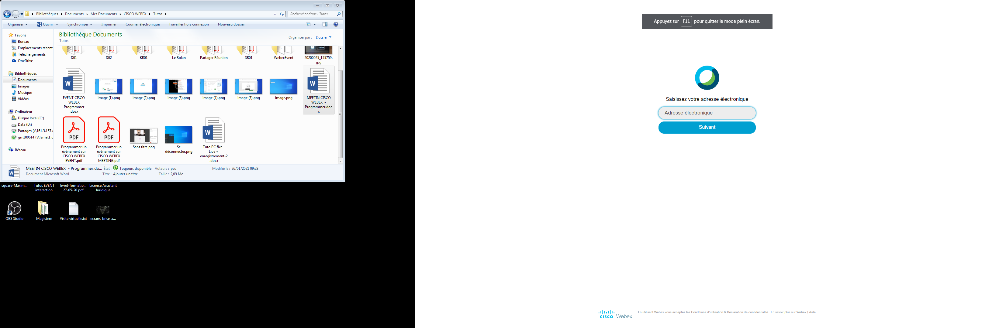 Bibliothèques ▸ Documents ▸ Mes Documents ▸ CISCO WEBEX ▸ Tutos ▸
Rechercher dans : Tutos
Organiser Ouvrir Synchroniser Imprimer Courrier électronique Travailler hors connexion Nouveau dossier
Bibliothèque Documents
Tutos
Organiser par : Dossier
Favoris
Bureau
Emplacements récent
Téléchargements
OneDrive
Bibliothèques
Documents
Images
Musique
Vidéos
Ordinateur
Disque local (C:)
Data (D:)
Partages (\\161.3.157.
gm100614 (\\fsmet1.u
Réseau
D01
D02
KR01
Le Rolan
Partager Réunion
SR01
WebexEvent
20200925_155759.
jpg
EVENT CISCO
WEBEX
Programmer
.docx
image (1).png
image (2).png
image (3).png
image (4).png
image (5).png
image.png
MEETIN CISCO
WEBEX -
Programmer.doc
x
PDF
Programmer un
événement sur
CISCO WEBEX
EVENT.pdf
PDF
Programmer un
événement sur
CISCO WEBEX
MEETING.pdf
Sans titre.png
Se
déconnecter.png
Tuto PC fixe -
Live +
enregistrement-2
.docx
MEETIN CISCO WEBEX - Programmer.do... État : Toujours disponible Auteurs : psu Modifié le : 26/01/2021 09:28
Document Microsoft Word Titre : Ajoutez un titre Taille : 2,09 Mo
square-Maxim...
Tutos EVENT
interaction
livret-formatio...
27-05-20.pdf
Licence Assistant
Juridique
OBS Studio
Magistere
Visite virtuelle.txt
ecrans-brise-a...
Appuyez sur F11 pour quitter le mode plein écran.
Saisissez votre adresse électronique
Adresse électronique
Suivant
cisco Webex
En utilisant Webex vous acceptez les Conditions d'utilisation & Déclaration de confidentialité . En savoir plus sur Webex | Aide